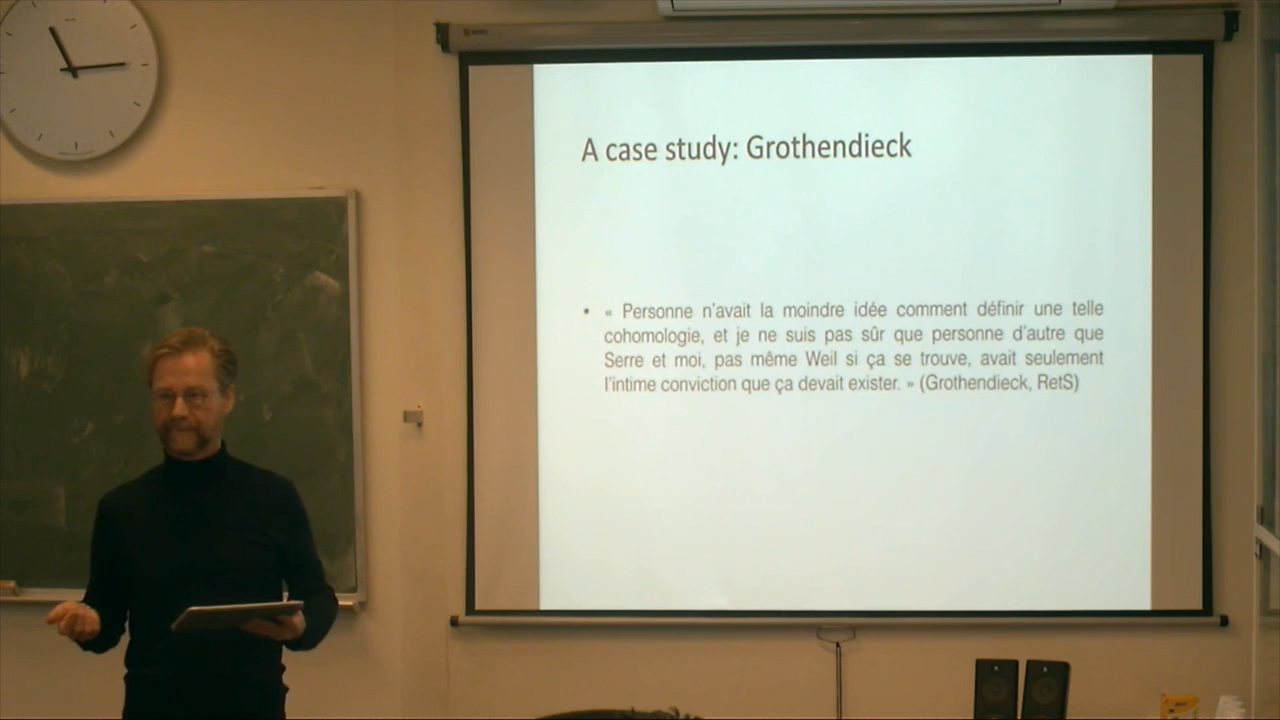 A case study: Grothendieck
• « Personne n'avait la moindre idée comment définir une telle
cohomologie, et je ne suis pas sûr que personne d'autre que
Serre et moi, pas même Weil si ça se trouve, avait seulement
l'intime conviction que ça devait exister. » (Grothendieck, RetS)